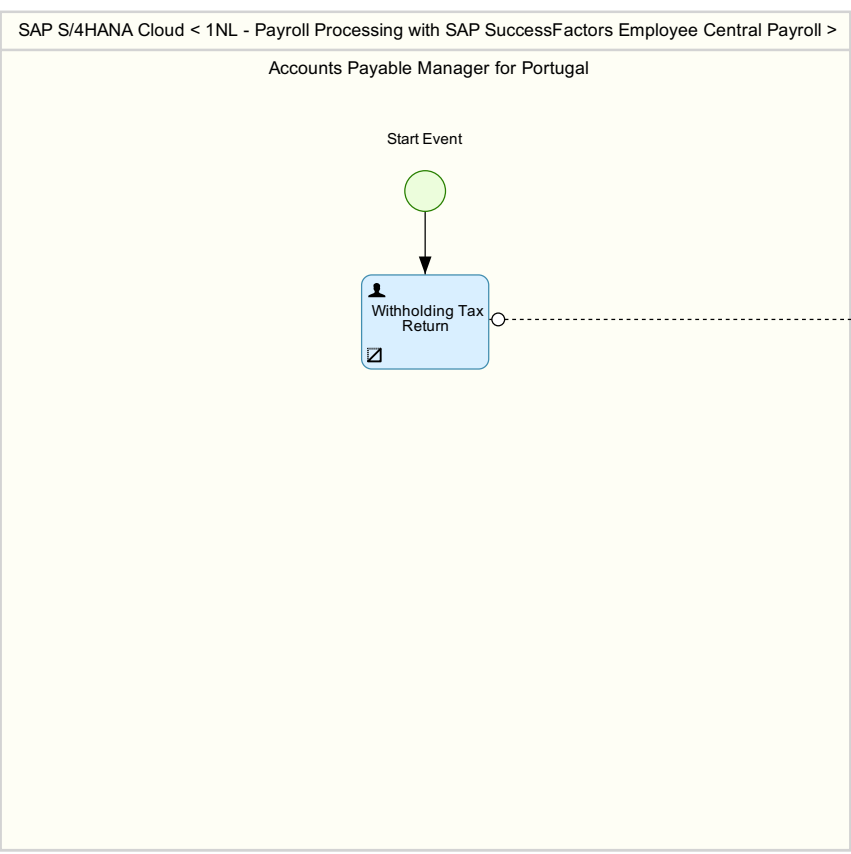 SAP S/4HANA Cloud < 1NL - Payroll Processing with SAP SuccessFactors Employee Central Payroll >
Accounts Payable Manager for Portugal
Start Event
Withholding Tax
Return